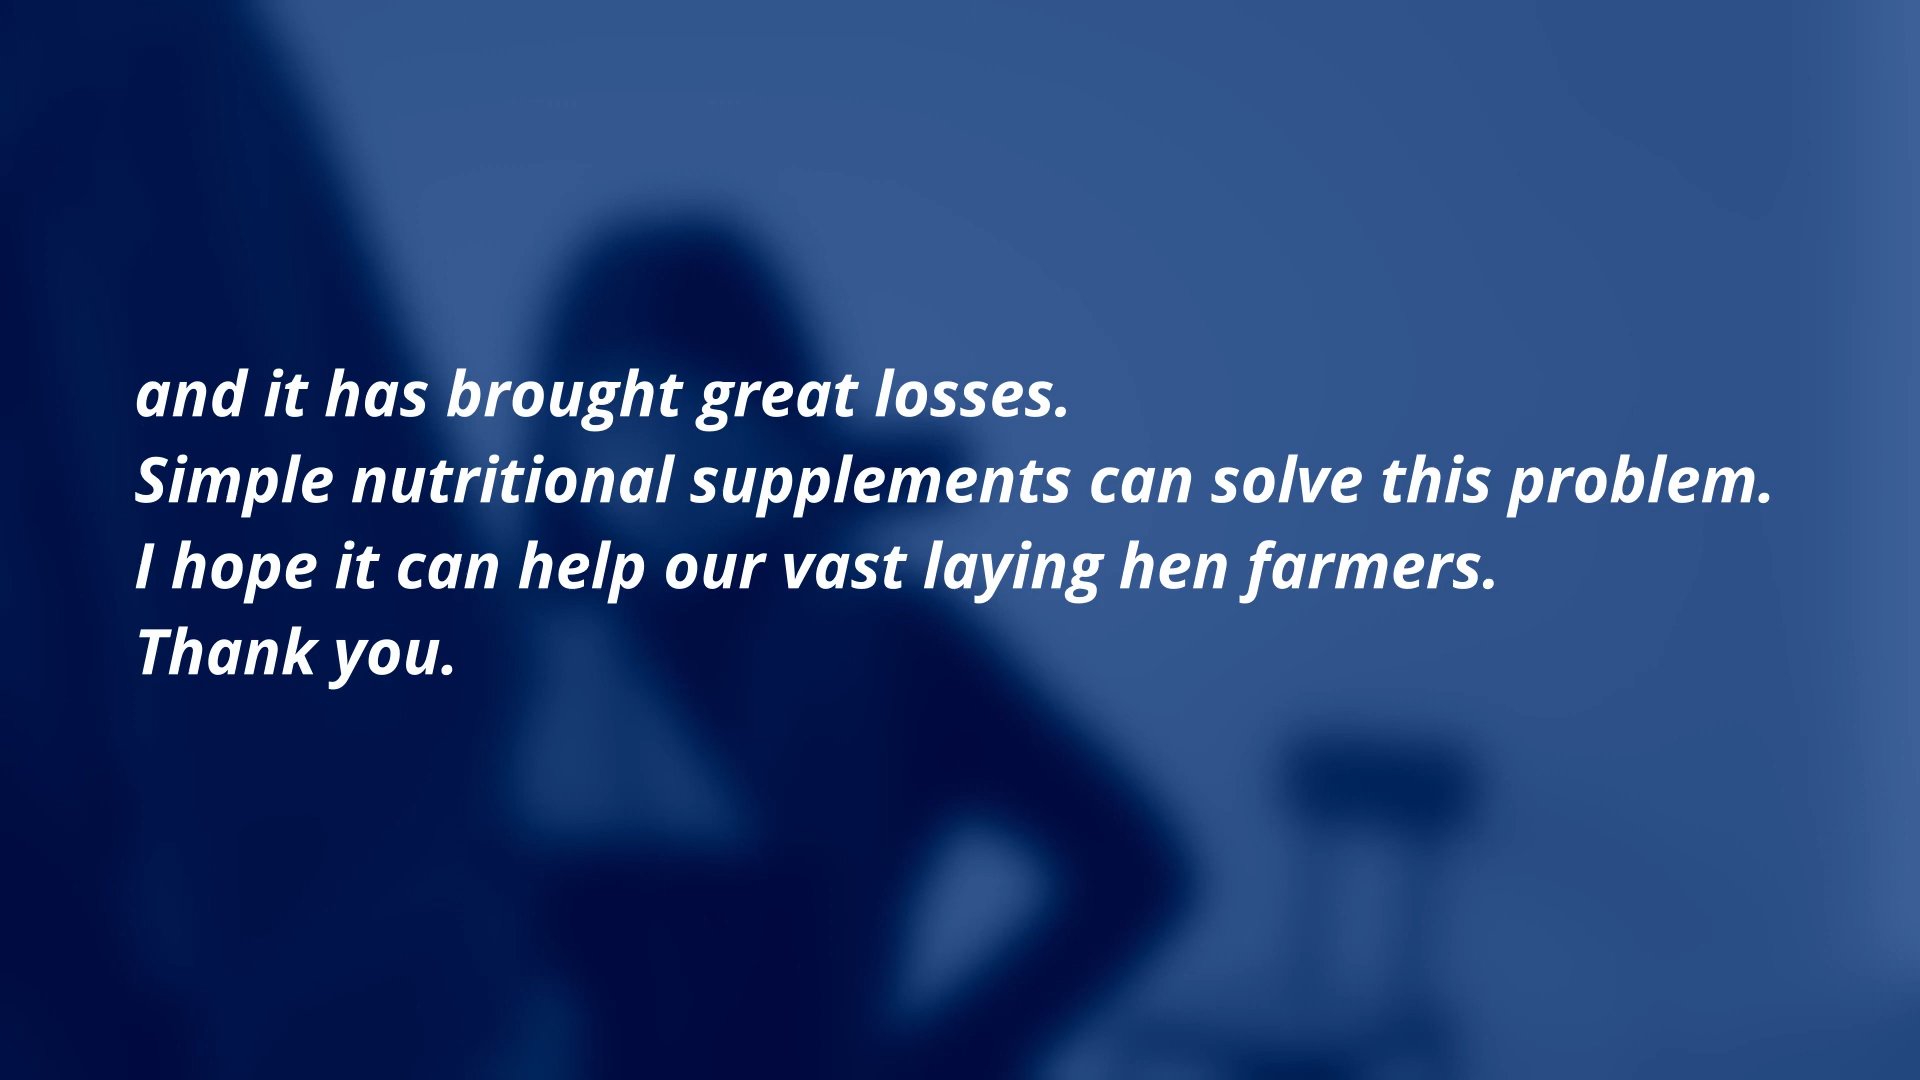 and it has brought great losses.
Simple nutritional supplements can solve this problem.
I hope it can help our vast laying hen farmers.
Thank you.